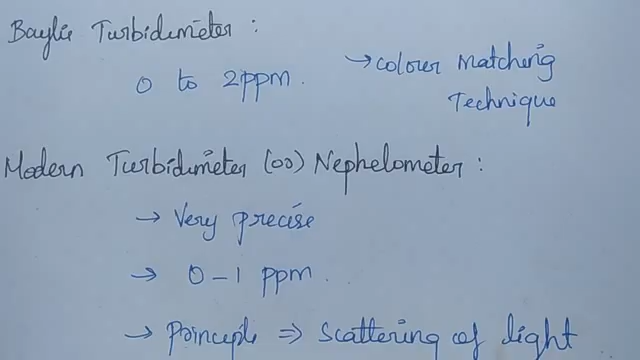 Baylis Turbidimeter :
0 to 2ppm. → colour matching
Technique
Modern Turbidimeter (or) Nephelometer :
→ Very precise
→ 0-1 ppm.
→ principle ⇒ scattering of light